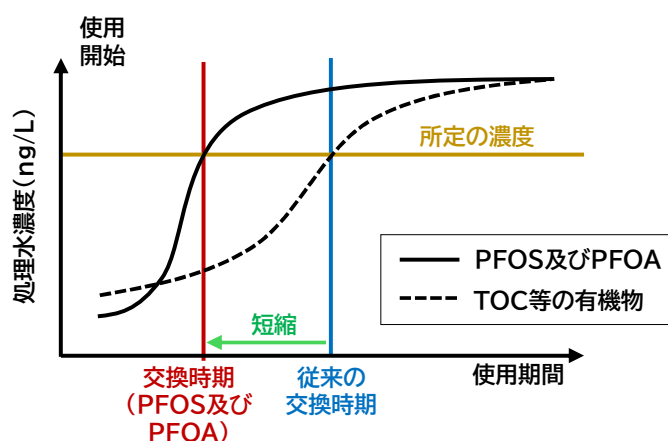 使用
開始
処理水濃度(ng/L)
所定の濃度
PFOS及びPFOA
TOC等の有機物
短縮
交換時期
(PFOS及び
PFOA)
従来の
交換時期
使用期間